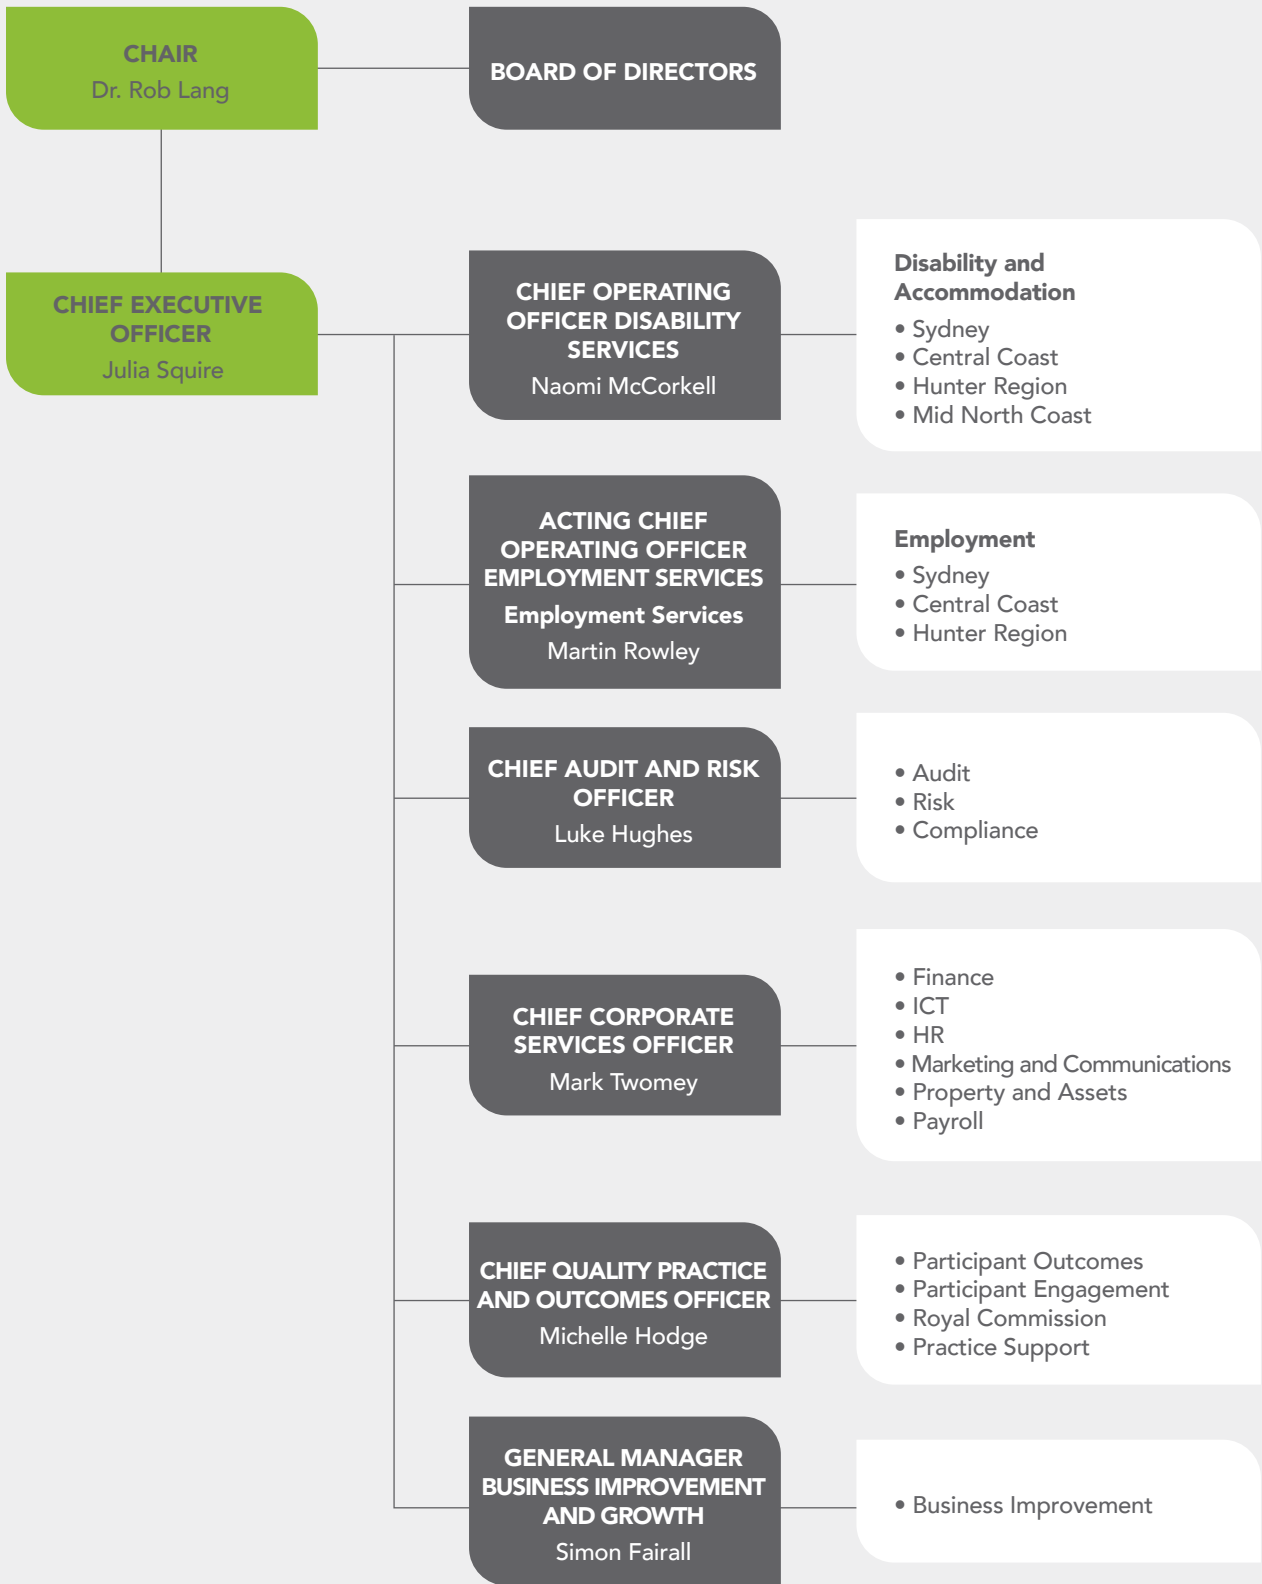 CHAIR
Dr. Rob Lang
BOARD OF DIRECTORS
CHIEF EXECUTIVE
OFFICER
Julia Squire
CHIEF OPERATING
OFFICER DISABILITY
SERVICES
Naomi McCorkell
Disability and
Accommodation
• Sydney
• Central Coast
• Hunter Region
• Mid North Coast
ACTING CHIEF
OPERATING OFFICER
EMPLOYMENT SERVICES
Employment Services
Martin Rowley
Employment
• Sydney
• Central Coast
• Hunter Region
CHIEF AUDIT AND RISK
OFFICER
Luke Hughes
• Audit
• Risk
• Compliance
CHIEF CORPORATE
SERVICES OFFICER
Mark Twomey
• Finance
• ICT
• HR
• Marketing and Communications
• Property and Assets
• Payroll
CHIEF QUALITY PRACTICE
AND OUTCOMES OFFICER
Michelle Hodge
• Participant Outcomes
• Participant Engagement
• Royal Commission
• Practice Support
GENERAL MANAGER
BUSINESS IMPROVEMENT
AND GROWTH
Simon Fairall
• Business Improvement